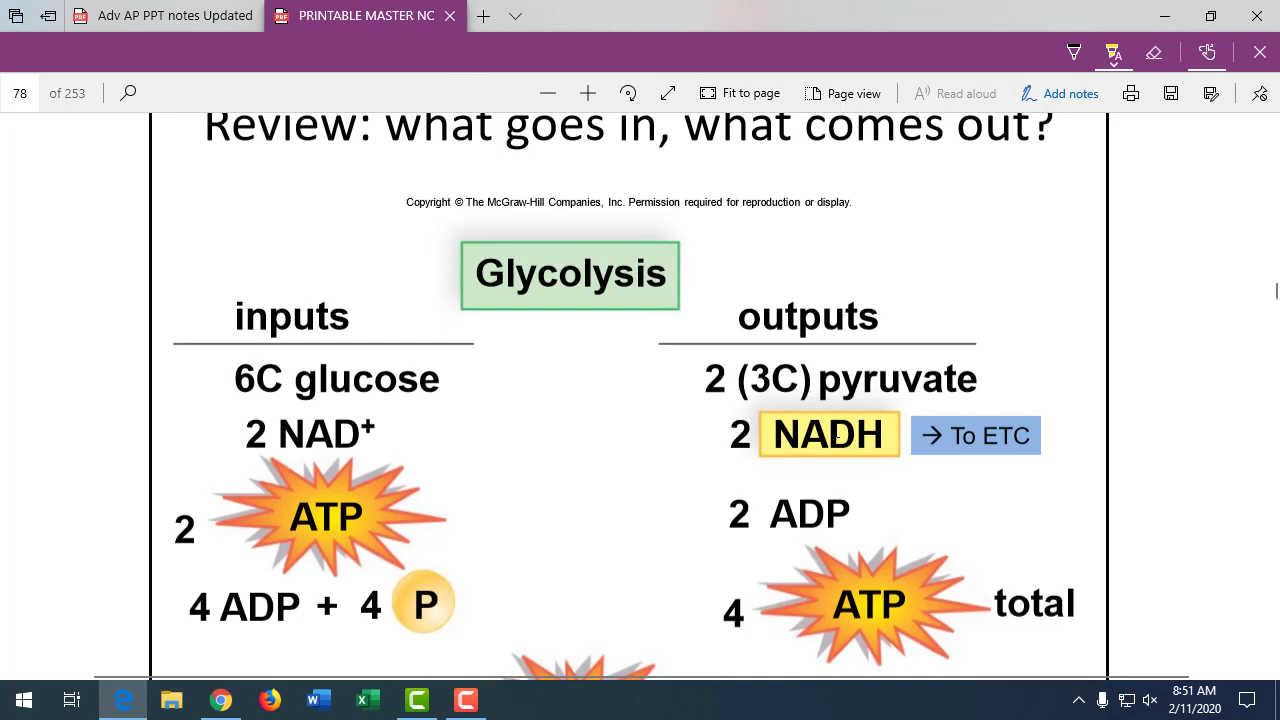 Adv AP PPT notes Updated
PRINTABLE MASTER NC
78 of 253
Fit to page
Page view
Read aloud
Add notes
Review: what goes in, what comes out?
Copyright © The McGraw-Hill Companies, Inc. Permission required for reproduction or display.
Glycolysis
inputs
outputs
6C glucose
2 (3C) pyruvate
2 NAD⁺
2 NADH → To ETC
2 ATP
2 ADP
4 ADP + 4 P
4 ATP total
8:51 AM
2/11/2020